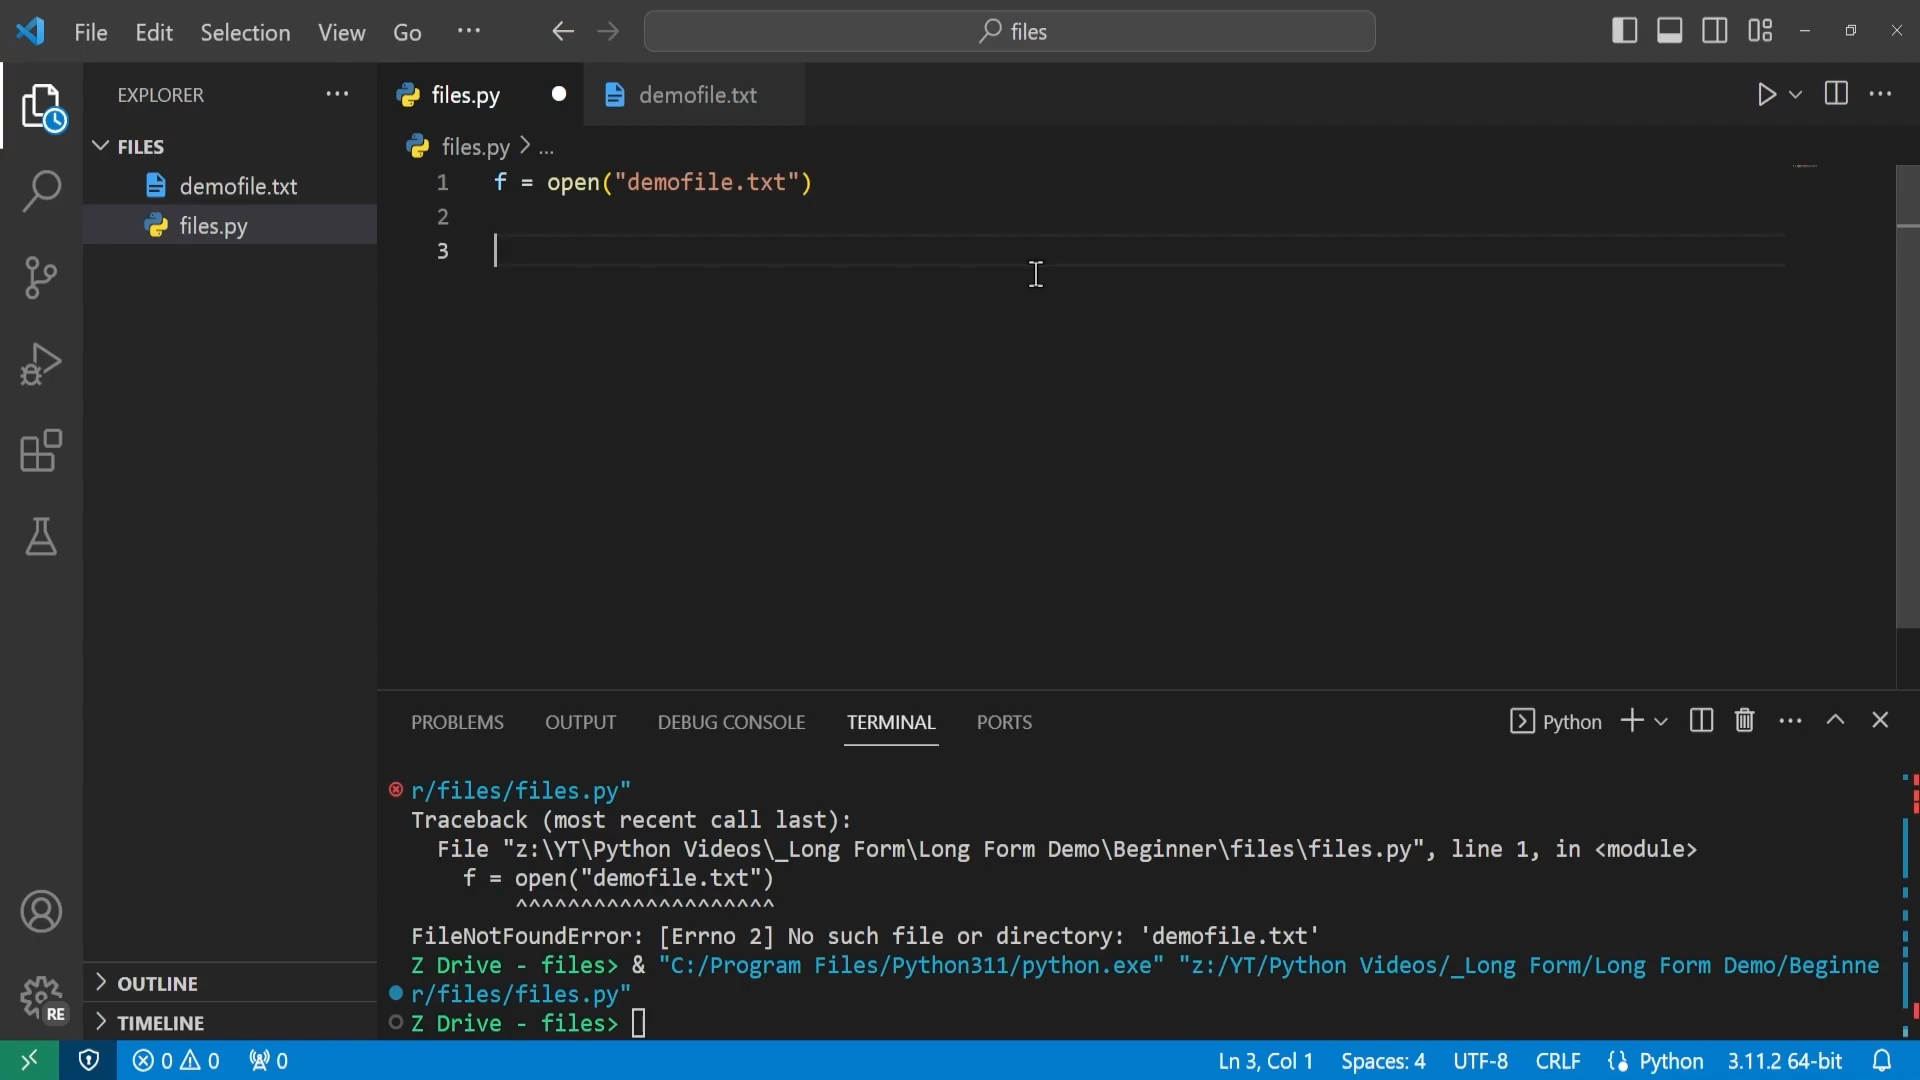 File Edit Selection View Go ... files
EXPLORER ...
FILES
demofile.txt
files.py
OUTLINE
TIMELINE
RE
files.py demofile.txt ...
files.py > ...
1 f = open("demofile.txt")
2
3
PROBLEMS OUTPUT DEBUG CONSOLE TERMINAL PORTS Python ...
r/files/files.py"
Traceback (most recent call last):
File "z:\YT\Python Videos\_Long Form\Long Form Demo\Beginner\files\files.py", line 1, in <module>
f = open("demofile.txt")
^^^^^^^^^^^^^^^^^^^^
FileNotFoundError: [Errno 2] No such file or directory: 'demofile.txt'
Z Drive - files> & "C:/Program Files/Python311/python.exe" "z:/YT/Python Videos/_Long Form/Long Form Demo/Beginne
r/files/files.py"
Z Drive - files>
0 0 0 Ln 3, Col 1 Spaces: 4 UTF-8 CRLF Python 3.11.2 64-bit